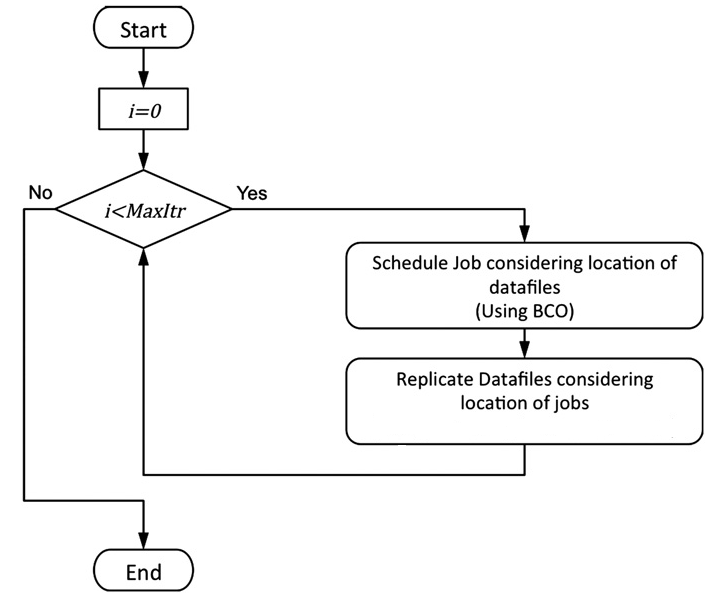 Start
i=0
No
Yes
i<MaxItr
Schedule Job considering location of
datafiles
(Using BCO)
Replicate Datafiles considering
location of jobs
End